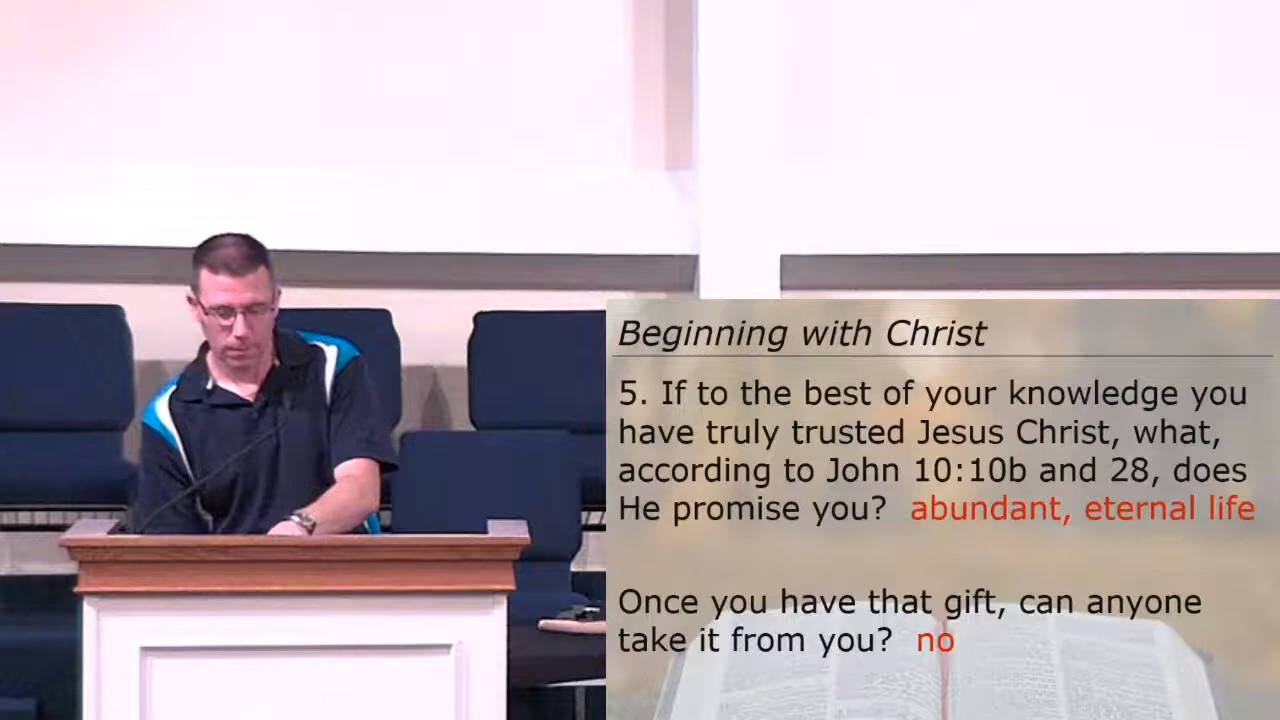 Beginning with Christ
5. If to the best of your knowledge you
have truly trusted Jesus Christ, what,
according to John 10:10b and 28, does
He promise you? abundant, eternal life
Once you have that gift, can anyone
take it from you? no